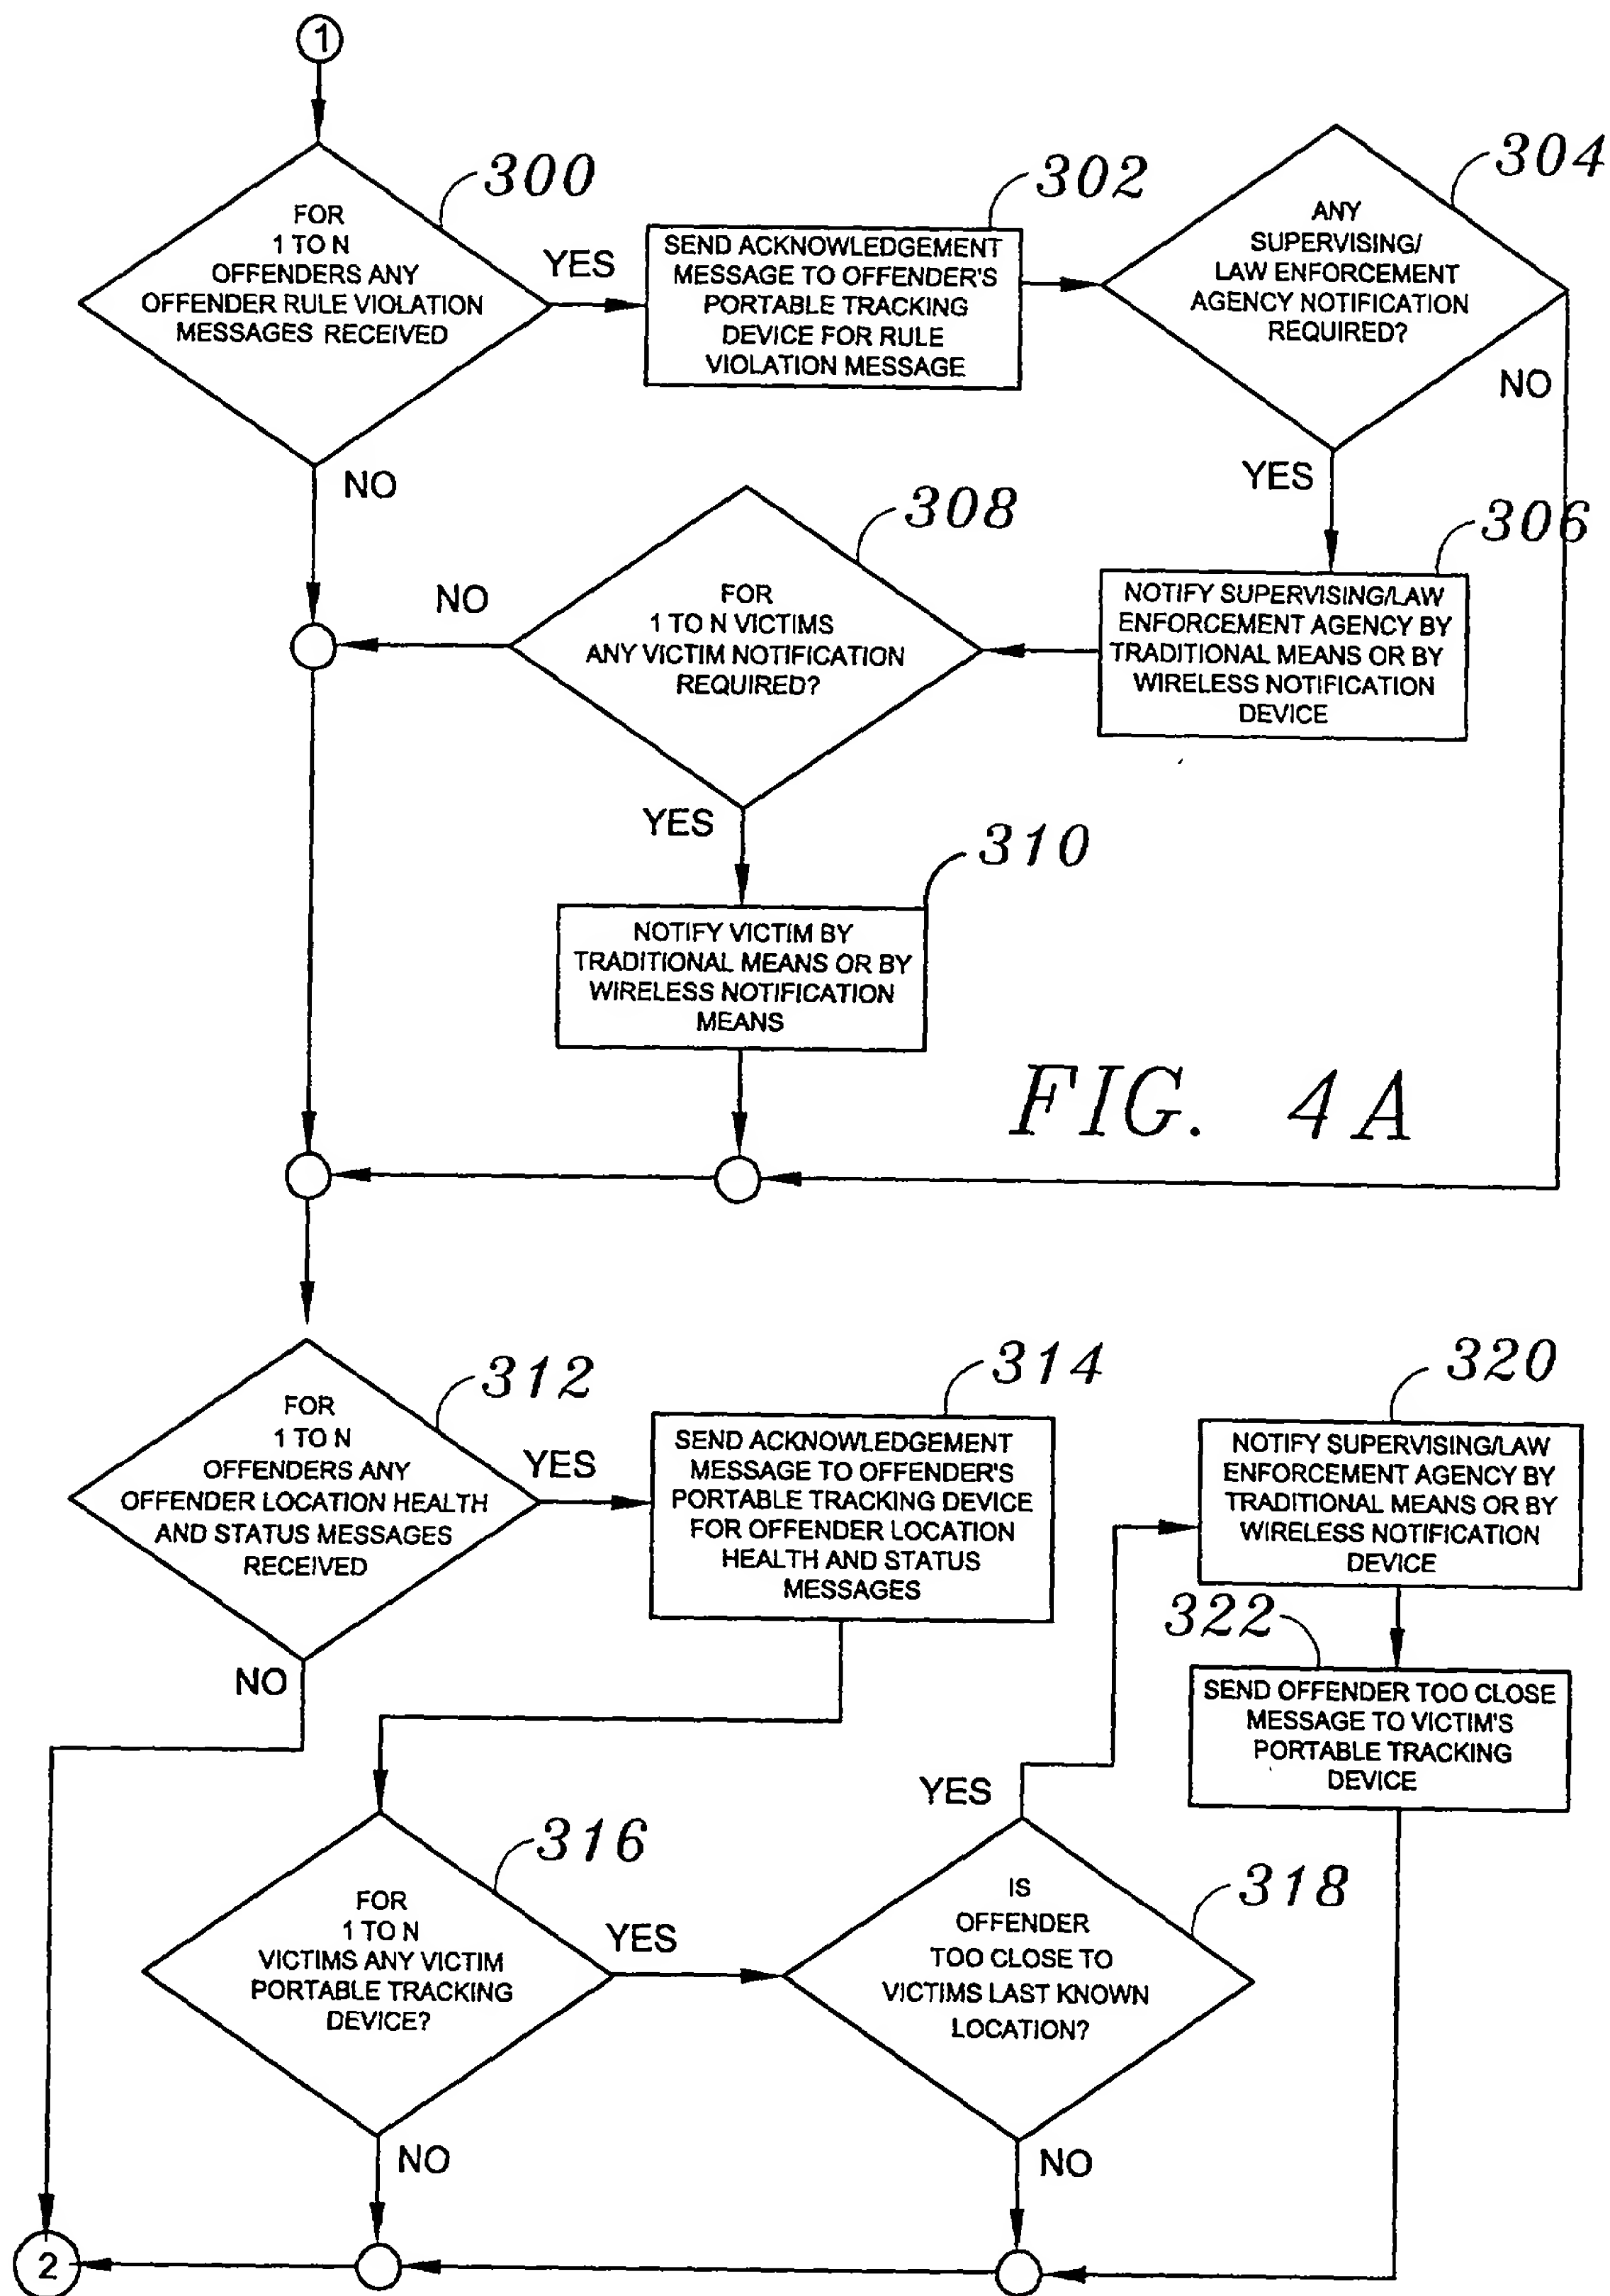 1
300
FOR
1 TO N
OFFENDERS ANY
OFFENDER RULE VIOLATION
MESSAGES RECEIVED
YES
NO
302
SEND ACKNOWLEDGEMENT
MESSAGE TO OFFENDER'S
PORTABLE TRACKING
DEVICE FOR RULE
VIOLATION MESSAGE
304
ANY
SUPERVISING/
LAW ENFORCEMENT
AGENCY NOTIFICATION
REQUIRED?
NO
YES
306
NOTIFY SUPERVISING/LAW
ENFORCEMENT AGENCY BY
TRADITIONAL MEANS OR BY
WIRELESS NOTIFICATION
DEVICE
308
FOR
1 TO N VICTIMS
ANY VICTIM NOTIFICATION
REQUIRED?
NO
YES
310
NOTIFY VICTIM BY
TRADITIONAL MEANS OR BY
WIRELESS NOTIFICATION
MEANS
FIG. 4A
312
FOR
1 TO N
OFFENDERS ANY
OFFENDER LOCATION HEALTH
AND STATUS MESSAGES
RECEIVED
YES
NO
314
SEND ACKNOWLEDGEMENT
MESSAGE TO OFFENDER'S
PORTABLE TRACKING DEVICE
FOR OFFENDER LOCATION
HEALTH AND STATUS
MESSAGES
320
NOTIFY SUPERVISING/LAW
ENFORCEMENT AGENCY BY
TRADITIONAL MEANS OR BY
WIRELESS NOTIFICATION
DEVICE
322
SEND OFFENDER TOO CLOSE
MESSAGE TO VICTIM'S
PORTABLE TRACKING
DEVICE
316
FOR
1 TO N
VICTIMS ANY VICTIM
PORTABLE TRACKING
DEVICE?
YES
NO
318
IS
OFFENDER
TOO CLOSE TO
VICTIMS LAST KNOWN
LOCATION?
YES
NO
2